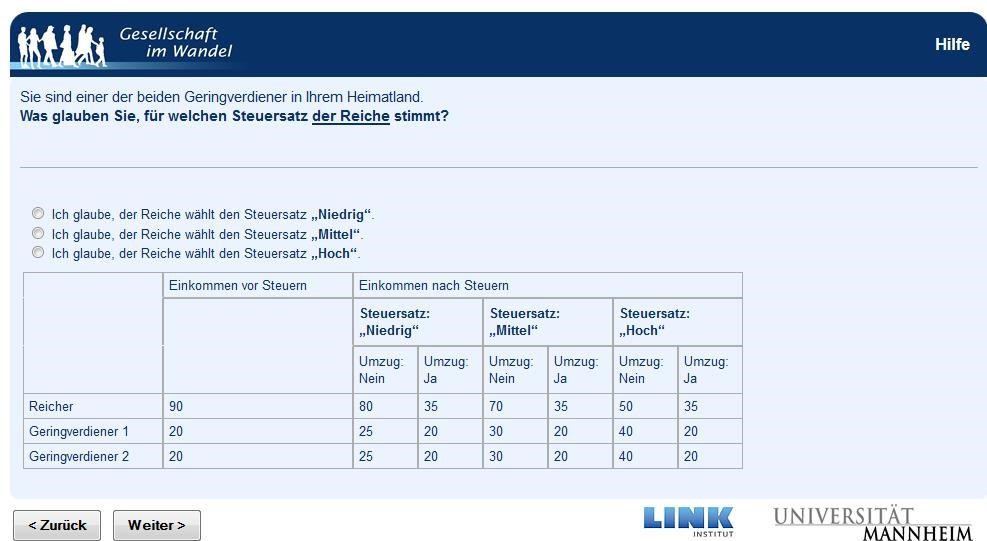 Gesellschaft
im Wandel
Hilfe
Sie sind einer der beiden Geringverdiener in Ihrem Heimatland.
Was glauben Sie, für welchen Steuersatz der Reiche stimmt?
Ich glaube, der Reiche wählt den Steuersatz „Niedrig“.
Ich glaube, der Reiche wählt den Steuersatz „Mittel“.
Ich glaube, der Reiche wählt den Steuersatz „Hoch“.
Einkommen vor Steuern Einkommen nach Steuern
Steuersatz: Steuersatz: Steuersatz:
„Niedrig“ „Mittel“ „Hoch“
Umzug: Umzug: Umzug: Umzug: Umzug: Umzug:
Nein Ja Nein Ja Nein Ja
Reicher 90 80 35 70 35 50 35
Geringverdiener 1 20 25 20 30 20 40 20
Geringverdiener 2 20 25 20 30 20 40 20
< Zurück Weiter >
LINK
INSTITUT
UNIVERSITÄT
MANNHEIM